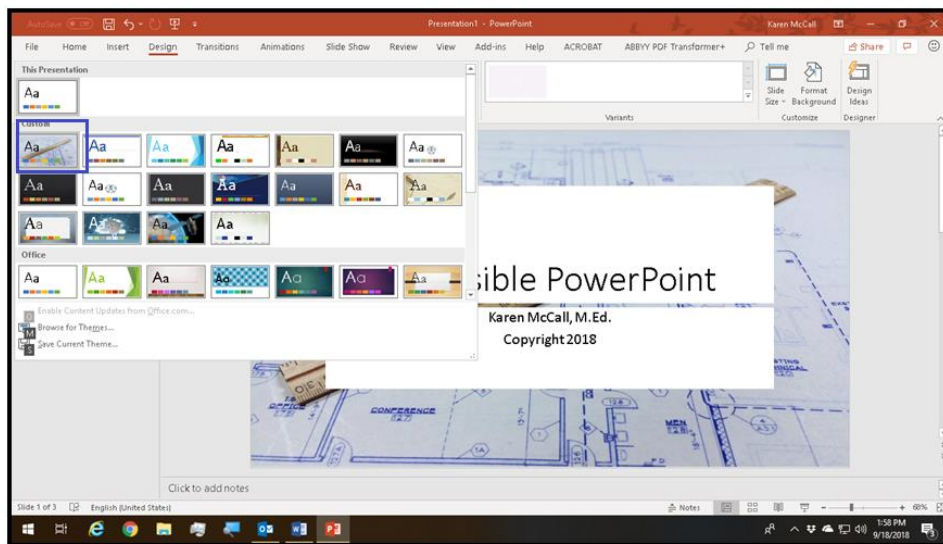 AutoSave Off
Presentation1 - PowerPoint
Karen McCall
File Home Insert Design Transitions Animations Slide Show Review View Add-ins Help ACROBAT ABBYY PDF Transformer+ Tell me Share
This Presentation
Aa
Custom
Aa Aa Aa Aa Aa Aa Aa
Aa Aa Aa Aa Aa Aa Aa
Aa Aa Aa Aa
Office
Aa Aa Aa Aa Aa Aa Aa
Enable Content Updates from Office.com...
M Browse for Themes...
S Save Current Theme...
Variants
Slide Size
Format Background
Design Ideas
Customize
Designer
sible PowerPoint
Karen McCall, M.Ed.
Copyright 2018
OFFICE
CONFERENCE
127
MEN
128
Click to add notes
Slide 1 of 3 English (United States) Notes 68%
1:58 PM
9/18/2018